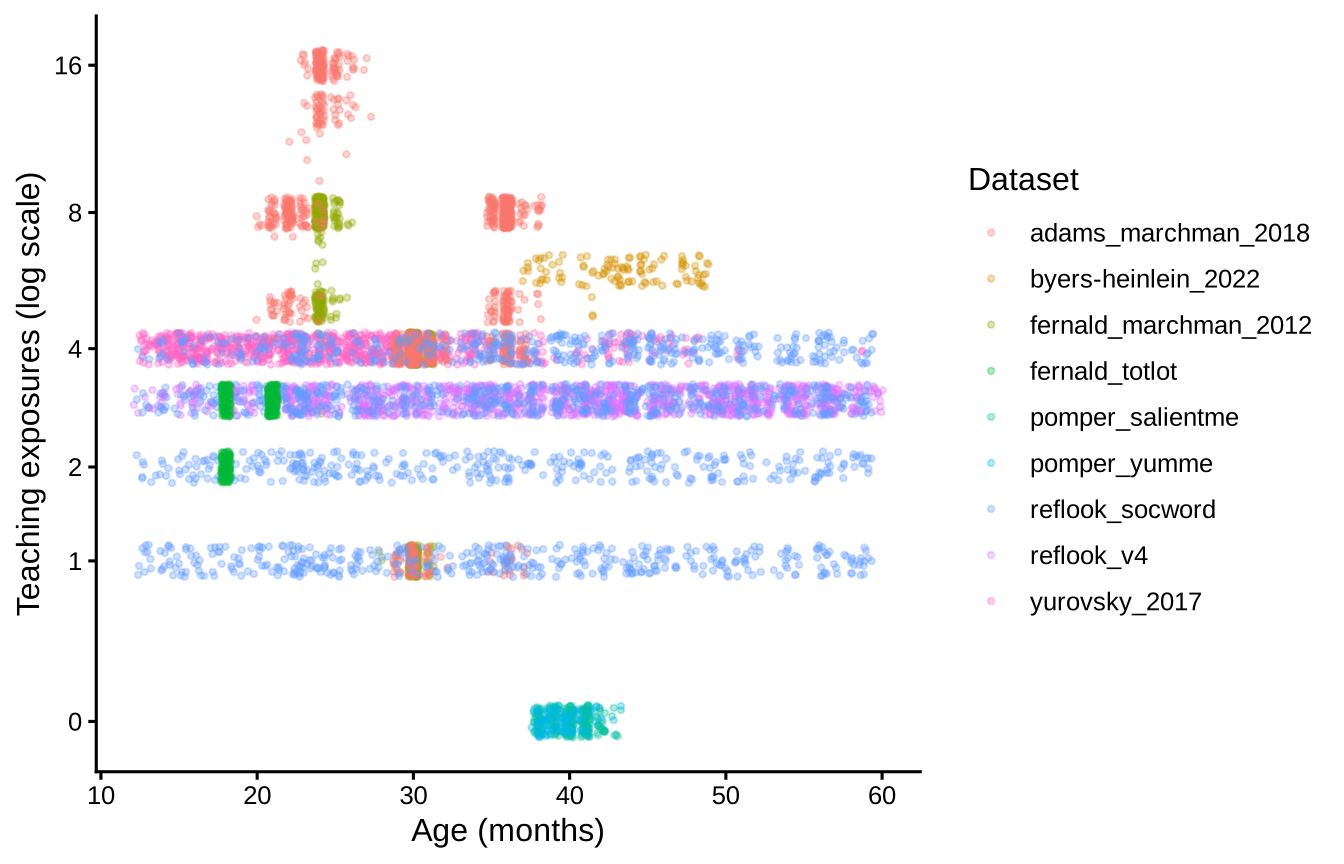 Teaching exposures (log scale)
16
8
4
2
1
0
10 20 30 40 50 60
Age (months)
Dataset
adams_marchman_2018
byers-heinlein_2022
fernald_marchman_2012
fernald_totlot
pomper_salientme
pomper_yumme
reflook_socword
reflook_v4
yurovsky_2017